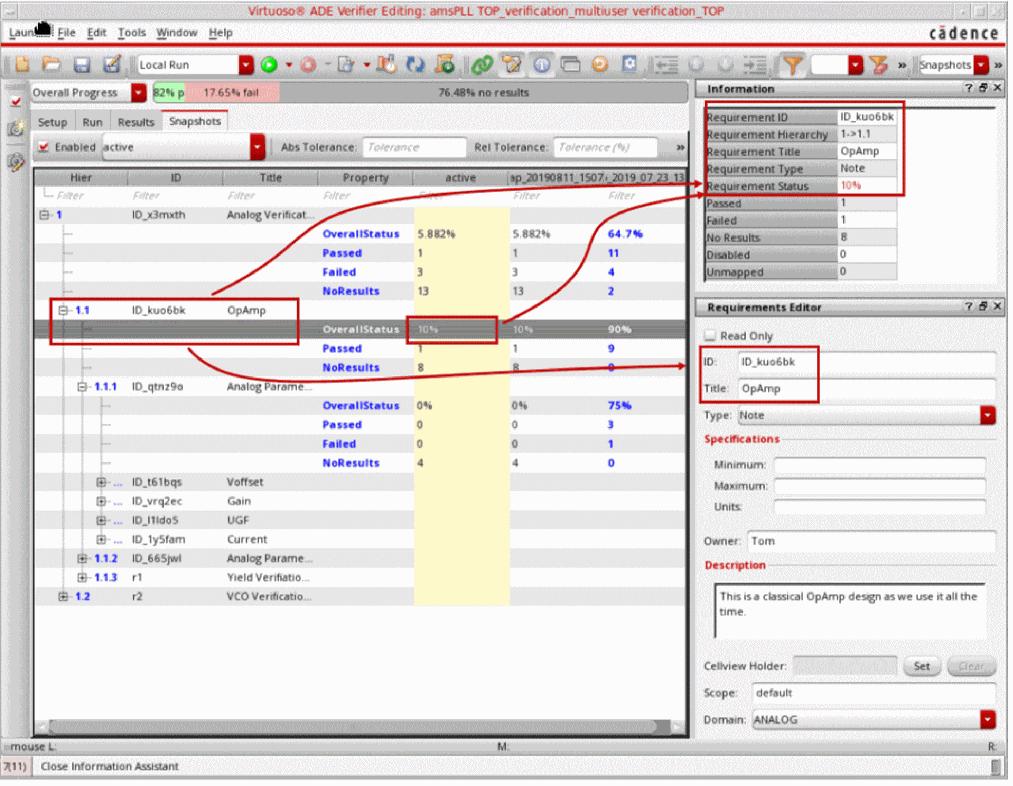 Virtuoso® ADE Verifier Editing: amsPLL TOP_verification_multiuser verification_TOP
File Edit Tools Window Help
cādence
Local Run
» Snapshots »
Overall Progress 82% p 17.65% fail 76.48% no results
Setup Run Results Snapshots
Enabled active Abs Tolerance: Tolerance Rel Tolerance: Tolerance (%) »
Hier ID Title Property active ap_20190811_1507 _2019_07_23_13
Filter Filter Filter Filter Filter Filter Filter
1 ID_x3mxth Analog Verificat...
OverallStatus 5.882% 5.882% 64.7%
Passed 1 1 11
Failed 3 3 4
NoResults 13 13 2
1.1 ID_kuo6bk OpAmp
OverallStatus 10% 10% 90%
Passed 1 1 9
NoResults 8 8 0
1.1.1 ID_qtnz9o Analog Parame...
OverallStatus 0% 0% 75%
Passed 0 0 3
Failed 0 0 1
NoResults 4 4 0
... ID_t61bqs Voffset
... ID_vrq2ec Gain
... ID_l1ldo5 UGF
... ID_1y5fam Current
1.1.2 ID_665jwl Analog Parame...
1.1.3 r1 Yield Verifiatio...
1.2 r2 VCO Verificatio...
Information
Requirement ID ID_kuo6bk
Requirement Hierarchy 1->1.1
Requirement Title OpAmp
Requirement Type Note
Requirement Status 10%
Passed 1
Failed 1
No Results 8
Disabled 0
Unmapped 0
Requirements Editor
Read Only
ID: ID_kuo6bk
Title: OpAmp
Type: Note
Specifications
Minimum:
Maximum:
Units:
Owner: Tom
Description
This is a classical OpAmp design as we use it all the
time.
Cellview Holder: Set Clear
Scope: default
Domain: ANALOG
mouse L: M: R:
7(11) Close Information Assistant